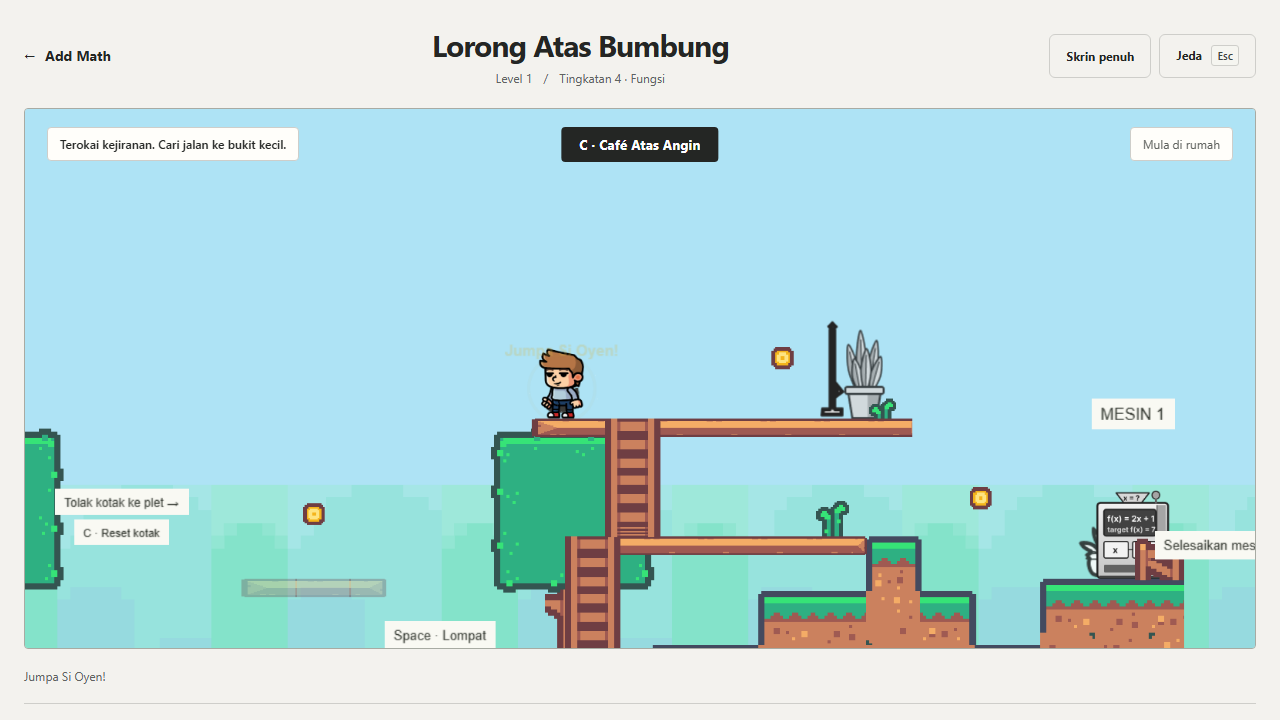 ← Add Math
Lorong Atas Bumbung
Level 1 / Tingkatan 4 · Fungsi
Skrin penuh
Jeda Esc
Terokai kejiranan. Cari jalan ke bukit kecil.
C · Café Atas Angin
Mula di rumah
Jumpa Si Oyen!
MESIN 1
Tolak kotak ke plet →
C · Reset kotak
x = ?
f(x) = 2x + 1
target f(x) = 7
x
Selesaikan mes
Space · Lompat
Jumpa Si Oyen!